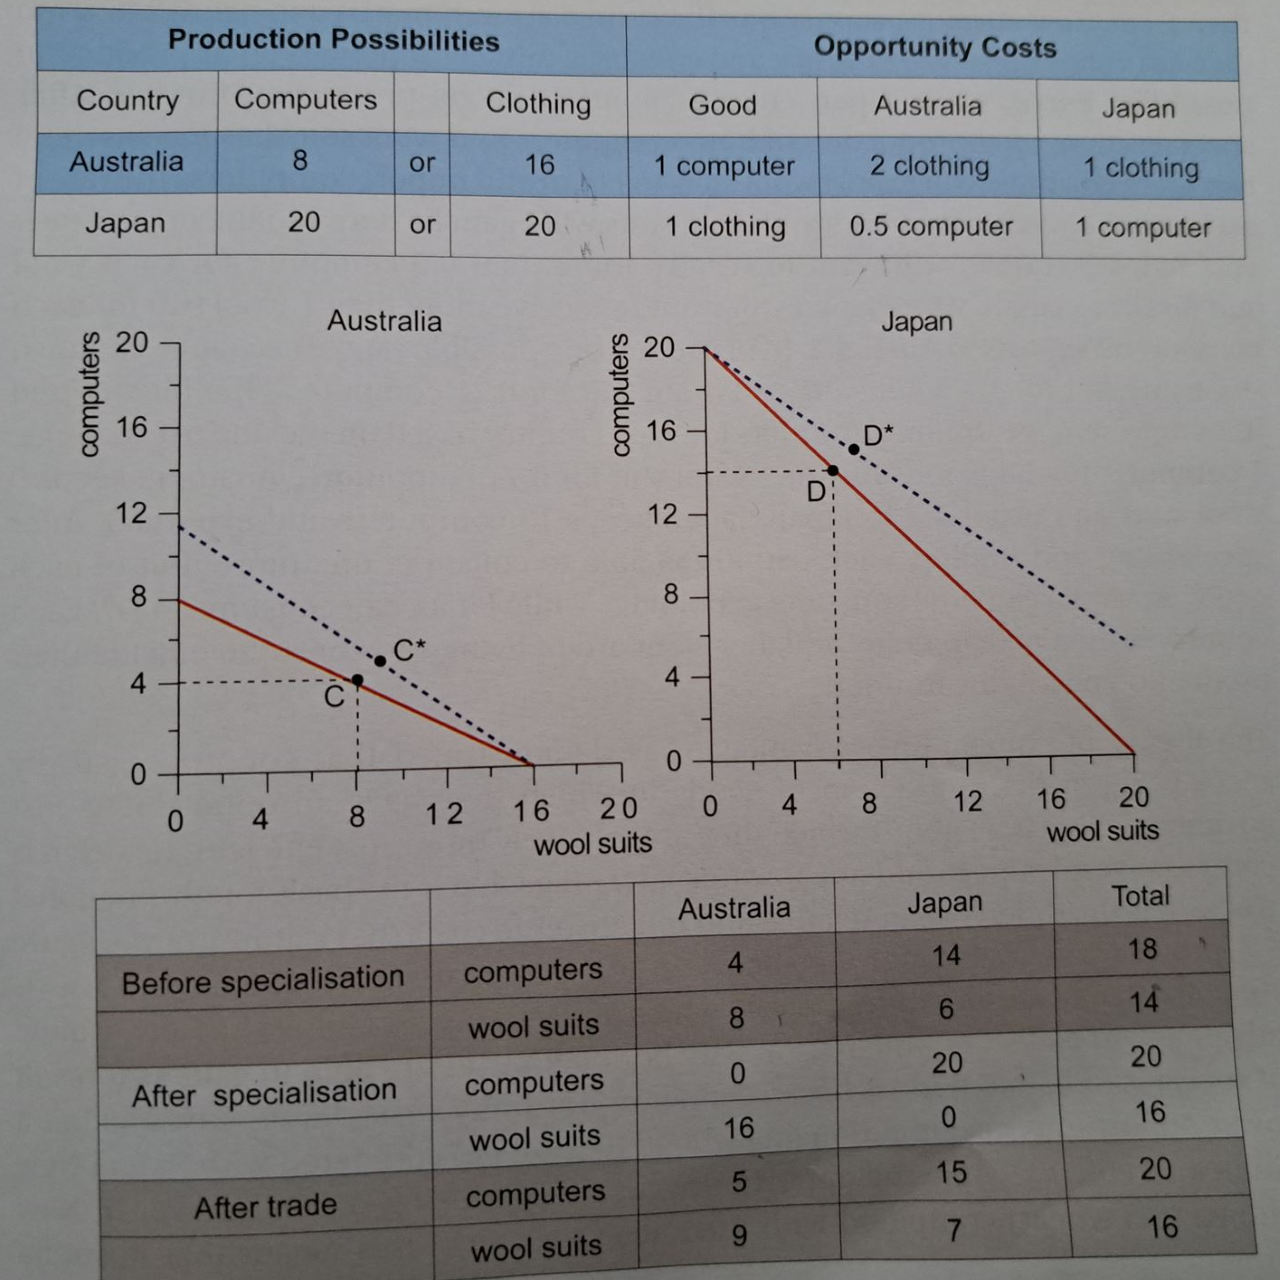 Production Possibilities Opportunity Costs
Country Computers Clothing Good Australia Japan
Australia 8 or 16 1 computer 2 clothing 1 clothing
Japan 20 or 20 1 clothing 0.5 computer 1 computer
Australia
computers
20
16
12
8
4
0
C*
C
0 4 8 12 16 20
wool suits
Japan
computers
20
16
12
8
4
0
D*
D
0 4 8 12 16 20
wool suits
Australia Japan Total
Before specialisation computers 4 14 18
wool suits 8 6 14
After specialisation computers 0 20 20
wool suits 16 0 16
After trade computers 5 15 20
wool suits 9 7 16